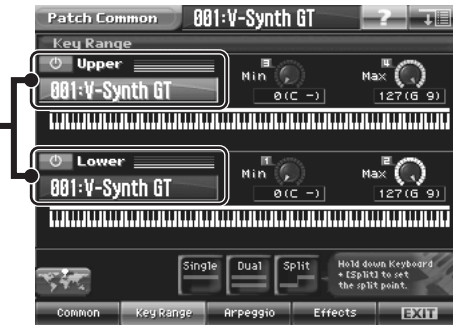 Patch Common
001:V-Synth GT
?
Key Range
Upper
3
4
Min
Max
001:V-Synth GT
0(C -)
127(G 9)
Lower
1
2
Min
Max
001:V-Synth GT
0(C -)
127(G 9)
Single
Dual
Split
Hold down Keyboard
+ [Split] to set
the split point.
Common
Key Range
Arpeggio
Effects
EXIT